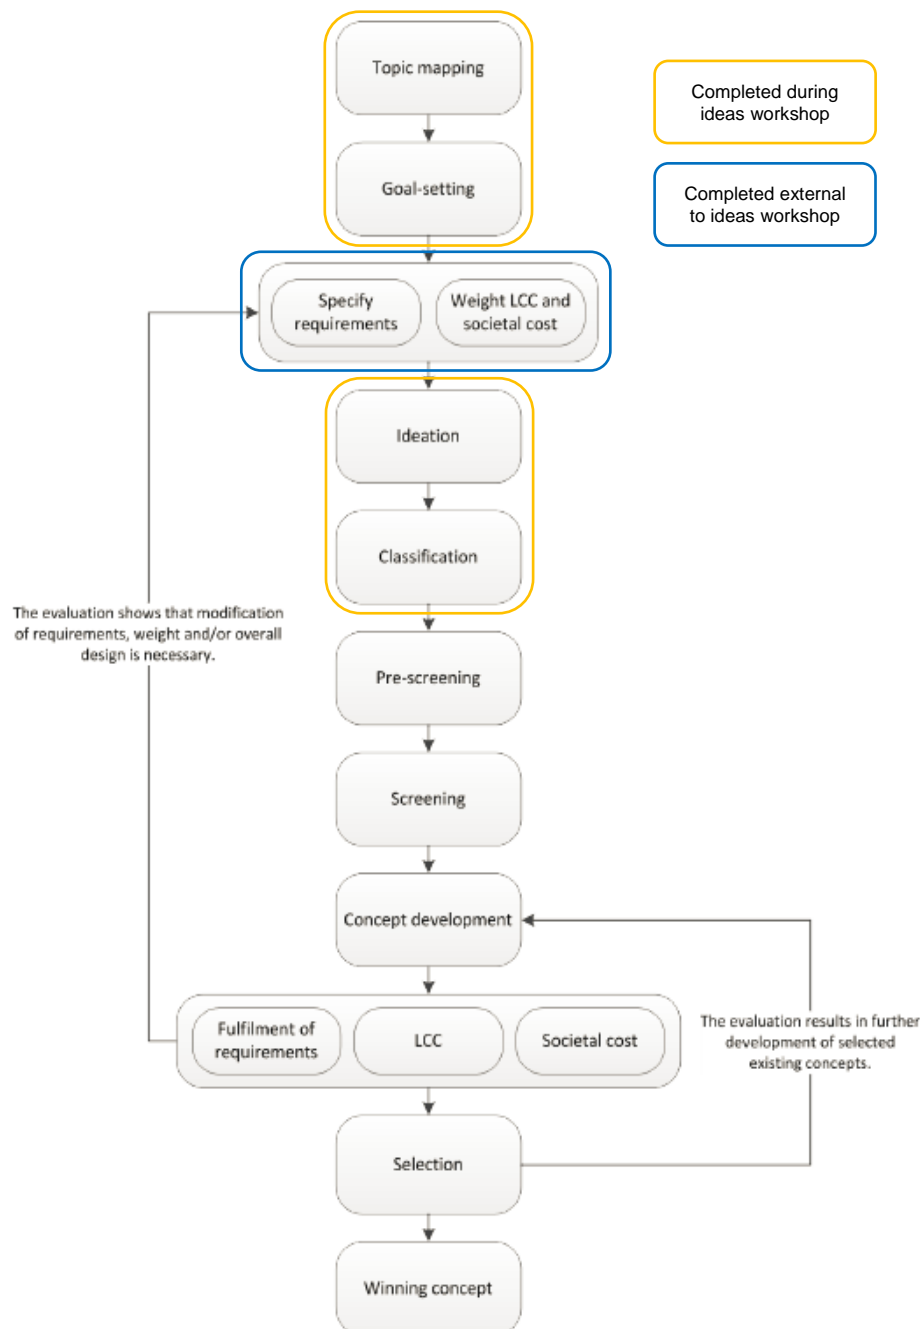 Topic mapping
Completed during
ideas workshop
Goal-setting
Completed external
to ideas workshop
Specify
requirements
Weight LCC and
societal cost
Ideation
Classification
The evaluation shows that modification
of requirements, weight and/or overall
design is necessary.
Pre-screening
Screening
Concept development
Fulfilment of
requirements
LCC
Societal cost
The evaluation results in further
development of selected
existing concepts.
Selection
Winning concept